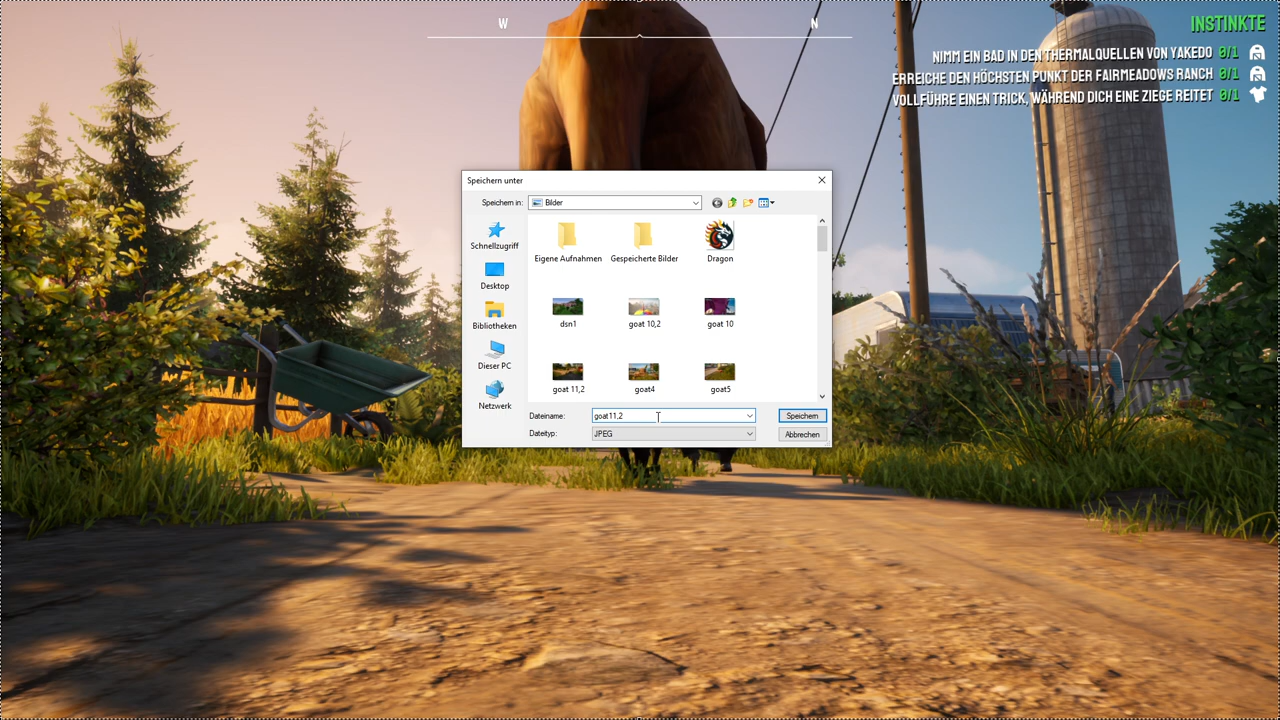 W
N
INSTINKTE
NIMM EIN BAD IN DEN THERMALQUELLEN VON YAKEDO 0/1
ERREICHE DEN HÖCHSTEN PUNKT DER FAIRMEADOWS RANCH 0/1
VOLLFÜHRE EINEN TRICK, WÄHREND DICH EINE ZIEGE REITET 0/1
Speichern unter
Speichern in:
Bilder
Schnellzugriff
Desktop
Bibliotheken
Dieser PC
Netzwerk
Eigene Aufnahmen
Gespeicherte Bilder
Dragon
dsn1
goat 10,2
goat 10
goat 11,2
goat4
goat5
Dateiname:
goat11,2
Speichern
Dateityp:
JPEG
Abbrechen